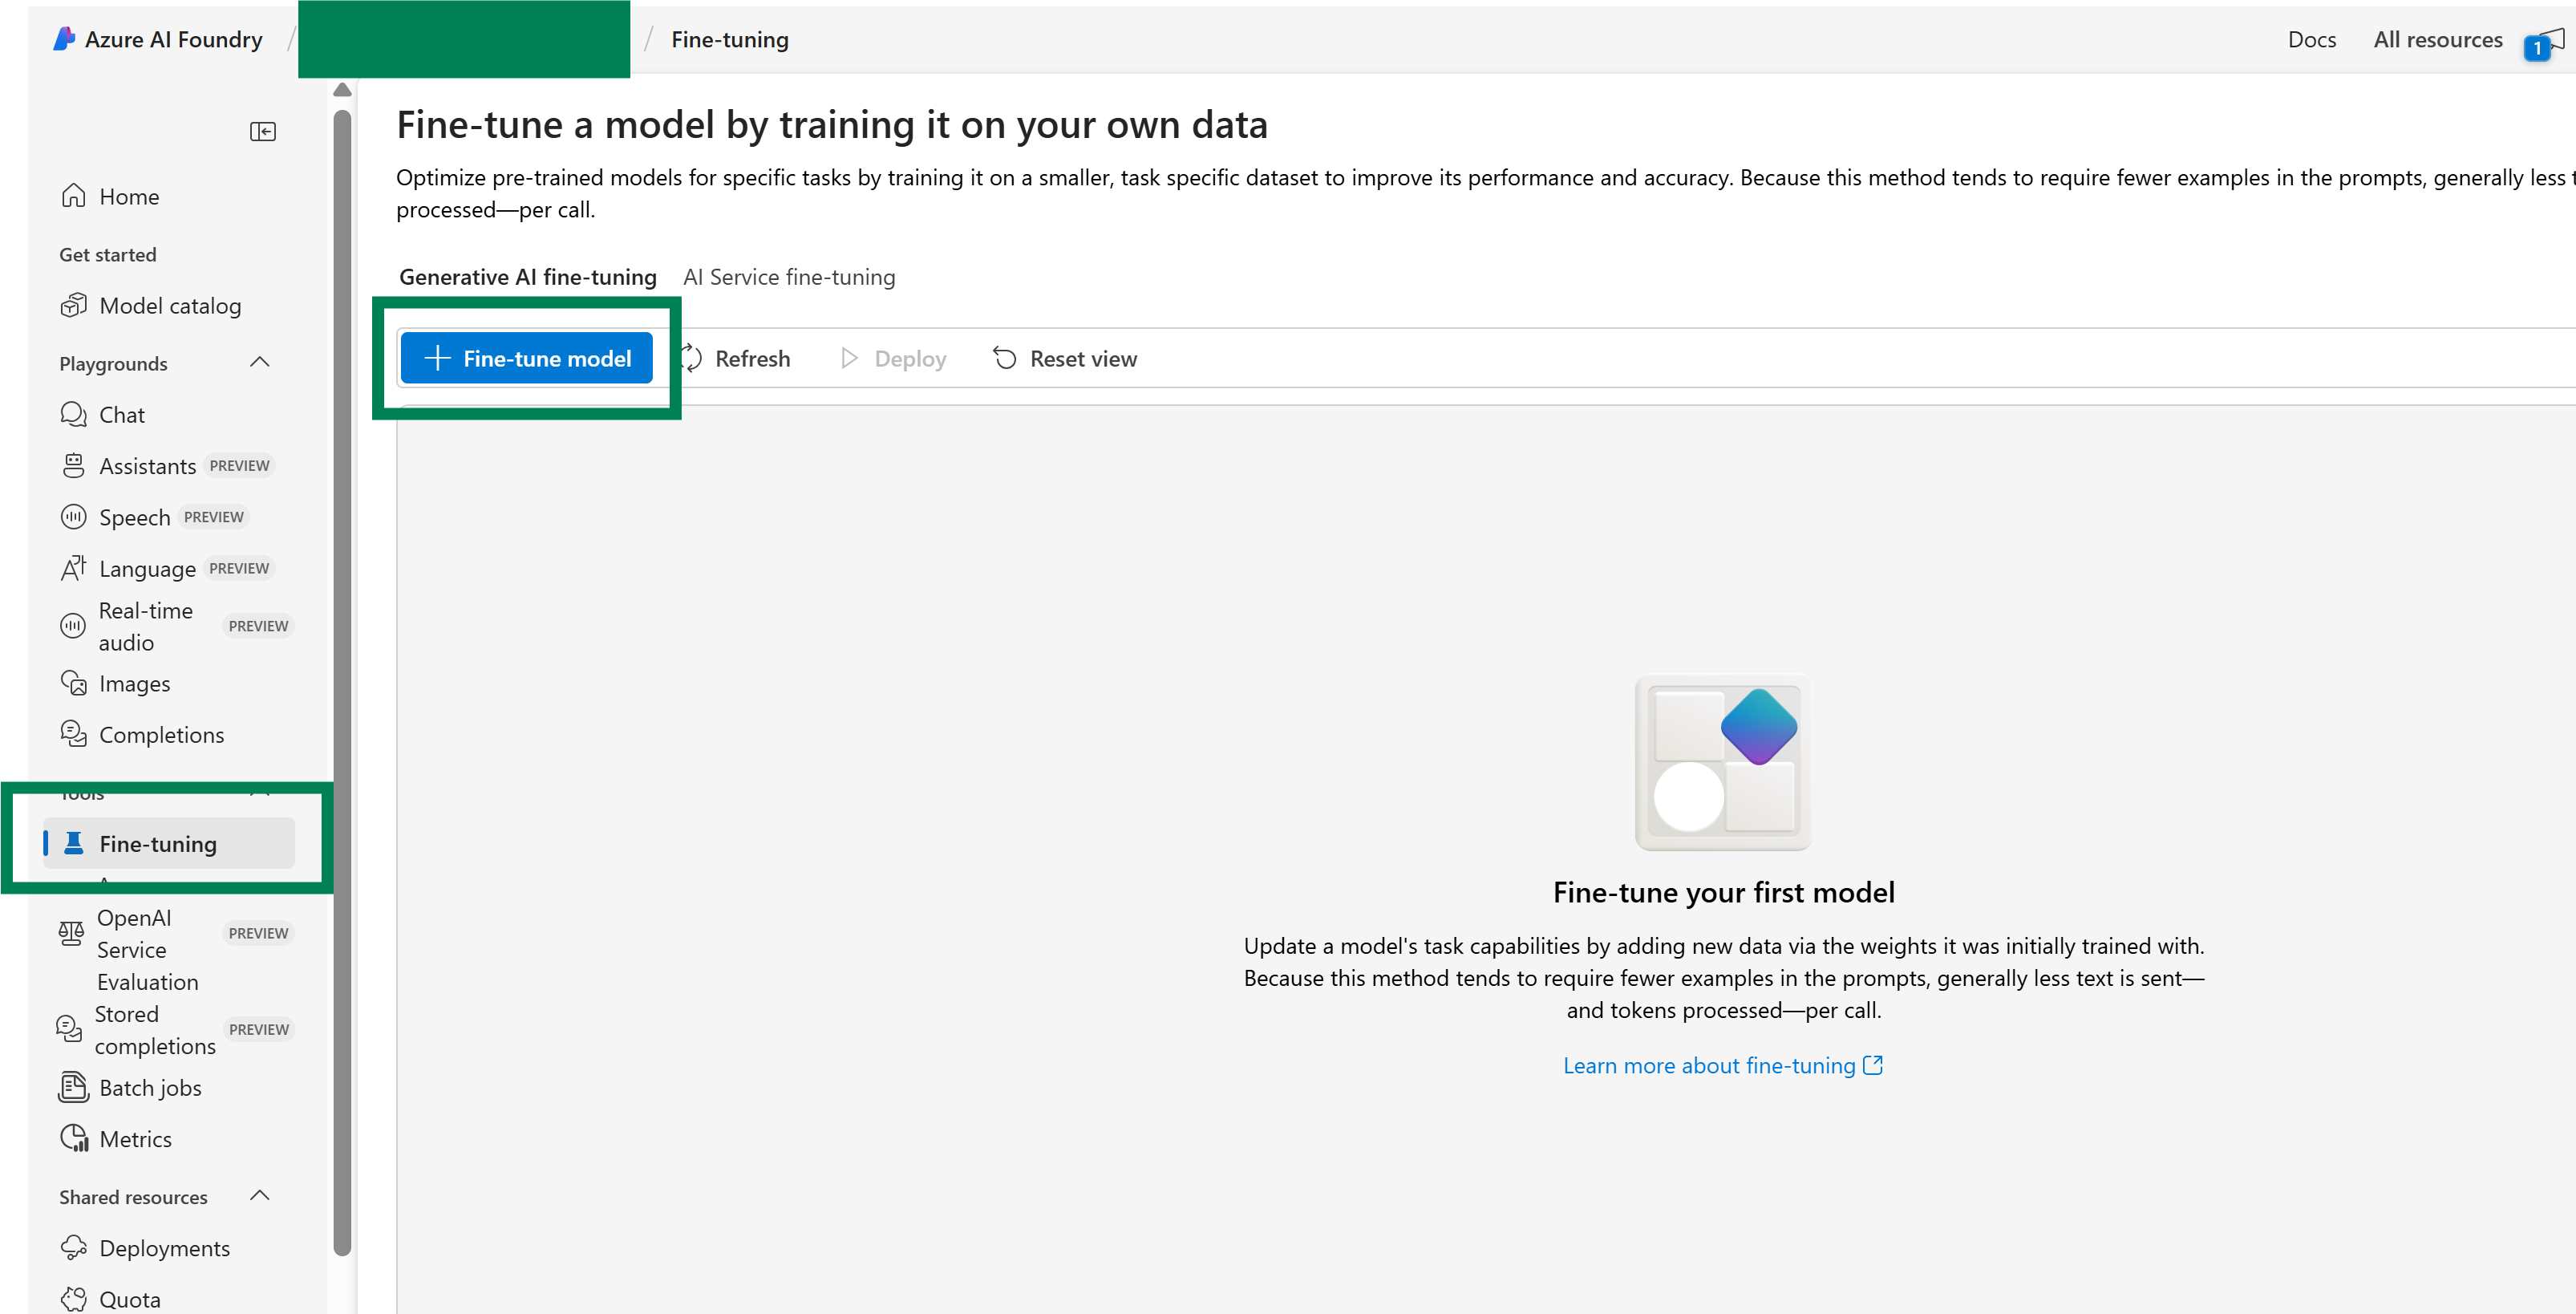 Azure AI Foundry / / Fine-tuning
Docs All resources 1
Fine-tune a model by training it on your own data
Optimize pre-trained models for specific tasks by training it on a smaller, task specific dataset to improve its performance and accuracy. Because this method tends to require fewer examples in the prompts, generally less
processed—per call.
Generative AI fine-tuning AI Service fine-tuning
Fine-tune model Refresh Deploy Reset view
Home
Get started
Model catalog
Playgrounds
Chat
Assistants PREVIEW
Speech PREVIEW
Language PREVIEW
Real-time
audio PREVIEW
Images
Completions
Tools
Fine-tuning
OpenAI
Service PREVIEW
Evaluation
Stored
completions PREVIEW
Batch jobs
Metrics
Shared resources
Deployments
Quota
Fine-tune your first model
Update a model's task capabilities by adding new data via the weights it was initially trained with.
Because this method tends to require fewer examples in the prompts, generally less text is sent—
and tokens processed—per call.
Learn more about fine-tuning